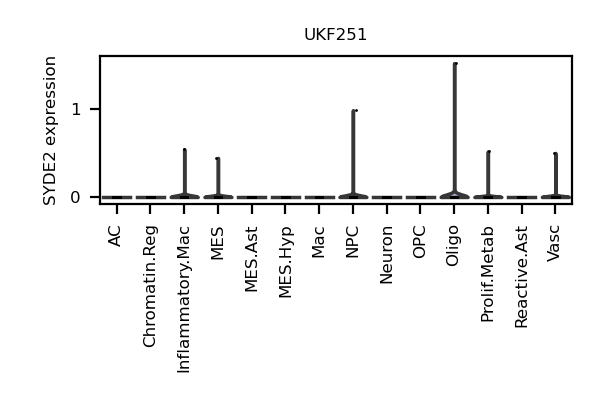 UKF251
SYDE2 expression
1
0
AC
Chromatin.Reg
Inflammatory.Mac
MES
MES.Ast
MES.Hyp
Mac
NPC
Neuron
OPC
Oligo
Prolif.Metab
Reactive.Ast
Vasc